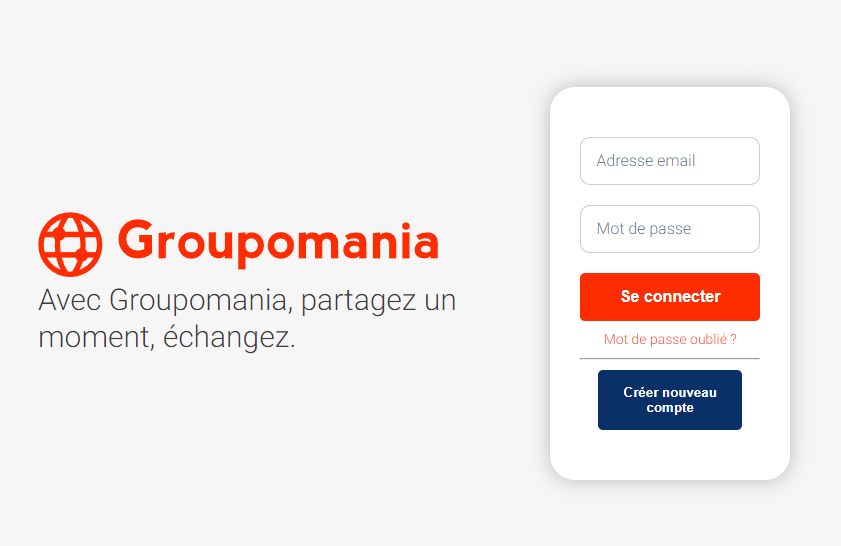 Groupomania
Avec Groupomania, partagez un
moment, échangez.
Adresse email
Mot de passe
Se connecter
Mot de passe oublié ?
Créer nouveau
compte